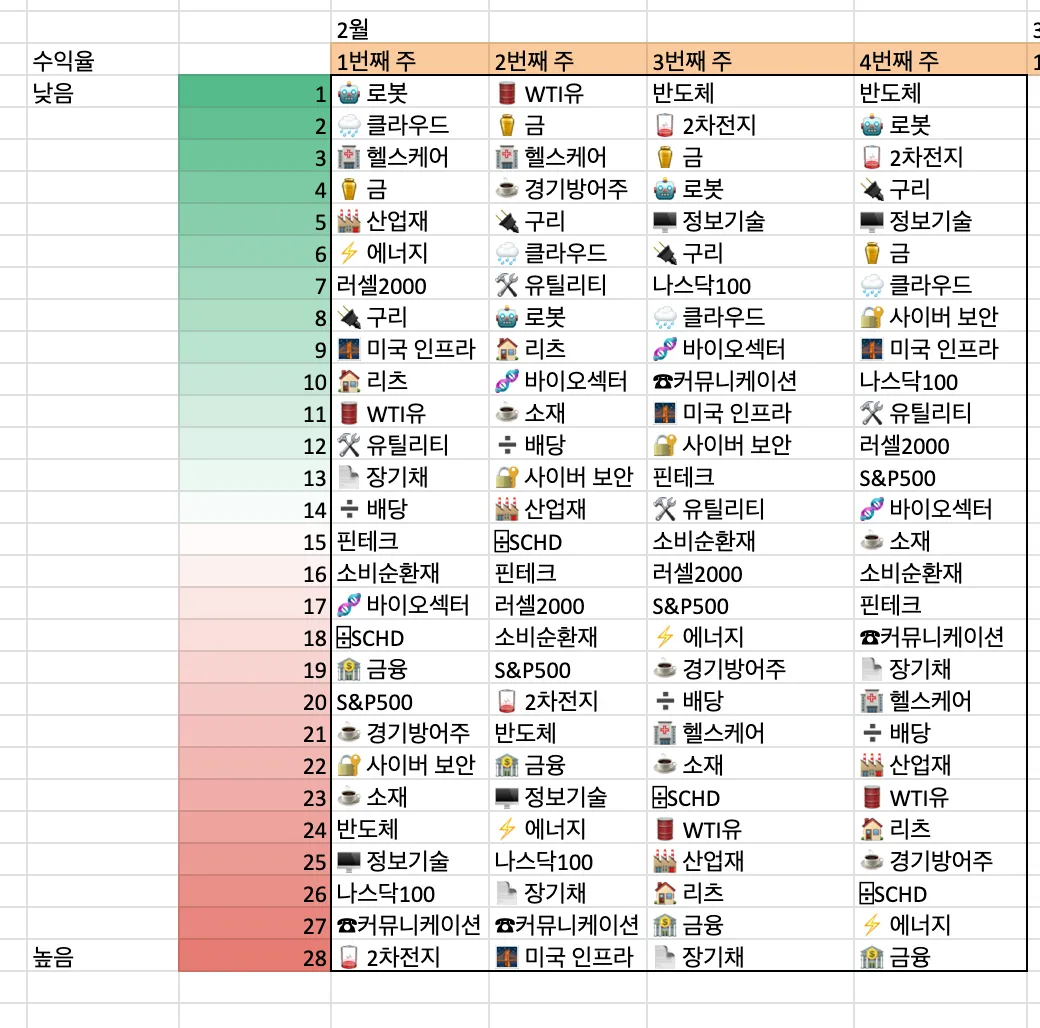 2월
수익율 1번째 주 2번째 주 3번째 주 4번째 주 1
낮음 1 🤖 로봇 🛢️ WTI유 반도체 반도체
2 🌧️ 클라우드 ⚱️ 금 🪫 2차전지 🤖 로봇
3 🏥 헬스케어 🏥 헬스케어 ⚱️ 금 🪫 2차전지
4 ⚱️ 금 ☕ 경기방어주 🤖 로봇 🔌 구리
5 🏭 산업재 🔌 구리 🖥️ 정보기술 🖥️ 정보기술
6 ⚡ 에너지 🌧️ 클라우드 🔌 구리 ⚱️ 금
7 러셀2000 🛠️ 유틸리티 나스닥100 🌧️ 클라우드
8 🔌 구리 🤖 로봇 🌧️ 클라우드 🔐 사이버 보안
9 🌉 미국 인프라 🏠 리츠 🧬 바이오섹터 🌉 미국 인프라
10 🏠 리츠 🧬 바이오섹터 ☎커뮤니케이션 나스닥100
11 🛢️ WTI유 ☕ 소재 🌉 미국 인프라 🛠️ 유틸리티
12 🛠️ 유틸리티 ➗ 배당 🔐 사이버 보안 러셀2000
13 📄 장기채 🔐 사이버 보안 핀테크 S&P500
14 ➗ 배당 🏭 산업재 🛠️ 유틸리티 🧬 바이오섹터
15 핀테크 🗄SCHD 소비순환재 ☕ 소재
16 소비순환재 핀테크 러셀2000 소비순환재
17 🧬 바이오섹터 러셀2000 S&P500 핀테크
18 🗄SCHD 소비순환재 ⚡ 에너지 ☎커뮤니케이션
19 🏦 금융 S&P500 ☕ 경기방어주 📄 장기채
20 S&P500 🪫 2차전지 ➗ 배당 🏥 헬스케어
21 ☕ 경기방어주 반도체 🏥 헬스케어 ➗ 배당
22 🔐 사이버 보안 🏦 금융 ☕ 소재 🏭 산업재
23 ☕ 소재 🖥️ 정보기술 🗄SCHD 🛢️ WTI유
24 반도체 ⚡ 에너지 🛢️ WTI유 🏠 리츠
25 🖥️ 정보기술 나스닥100 🏭 산업재 ☕ 경기방어주
26 나스닥100 📄 장기채 🏠 리츠 🗄SCHD
27 ☎커뮤니케이션 ☎커뮤니케이션 🏦 금융 ⚡ 에너지
높음 28 🪫 2차전지 🌉 미국 인프라 📄 장기채 🏦 금융